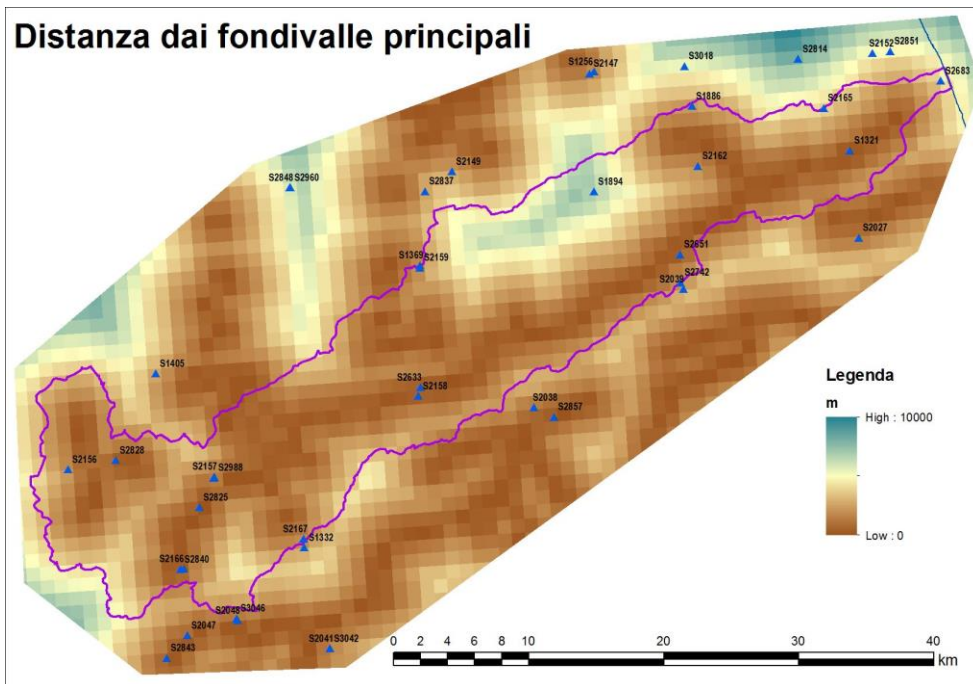 Distanza dai fondivalle principali
S1256 S2147
S3018
S2814
S2152 S2851
S2683
S1886
S2165
S1321
S2149
S2162
S2848 S2960
S2837
S1894
S2027
S1369 S2159
S2651
S2742
S2039
S1405
S2633
S2158
S2038
S2857
Legenda
m
High : 10000
Low : 0
S2828
S2156
S2157 S2988
S2825
S2167
S1332
S2166 S2840
S2048 S3046
S2047
S2041 S3042
S2843
0 2 4 6 8 10 20 30 40
km